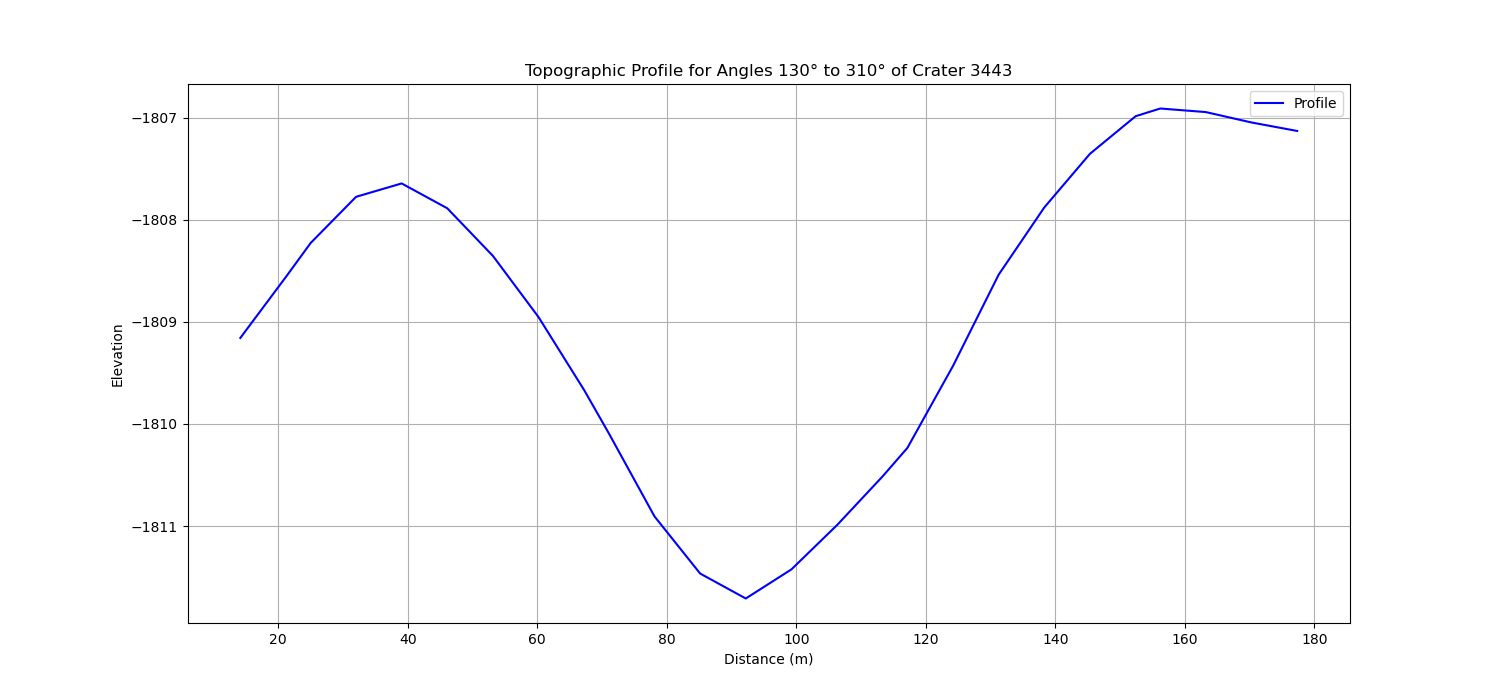 Topographic Profile for Angles 130° to 310° of Crater 3443
Profile
−1807
−1808
−1809
−1810
−1811
Elevation
20 40 60 80 100 120 140 160 180
Distance (m)